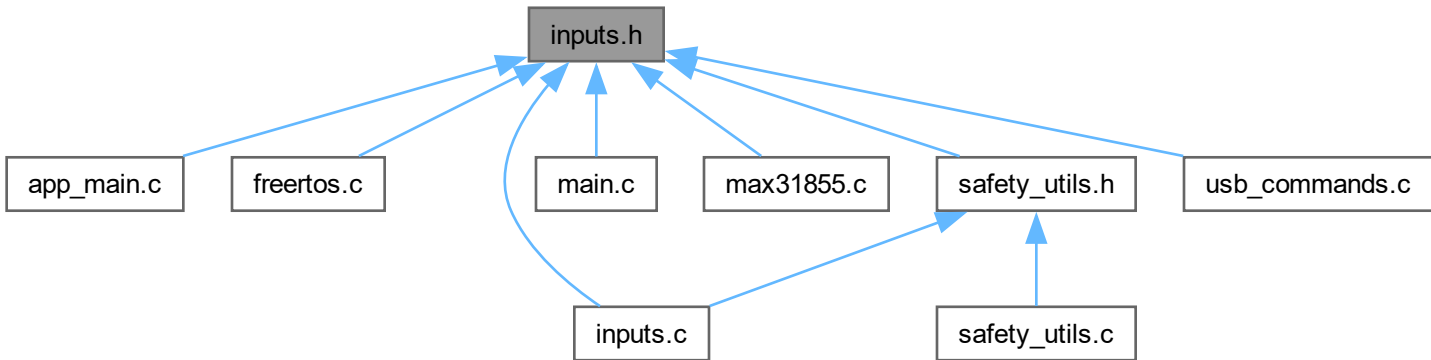 inputs.h
app_main.c
freertos.c
main.c
max31855.c
safety_utils.h
usb_commands.c
inputs.c
safety_utils.c